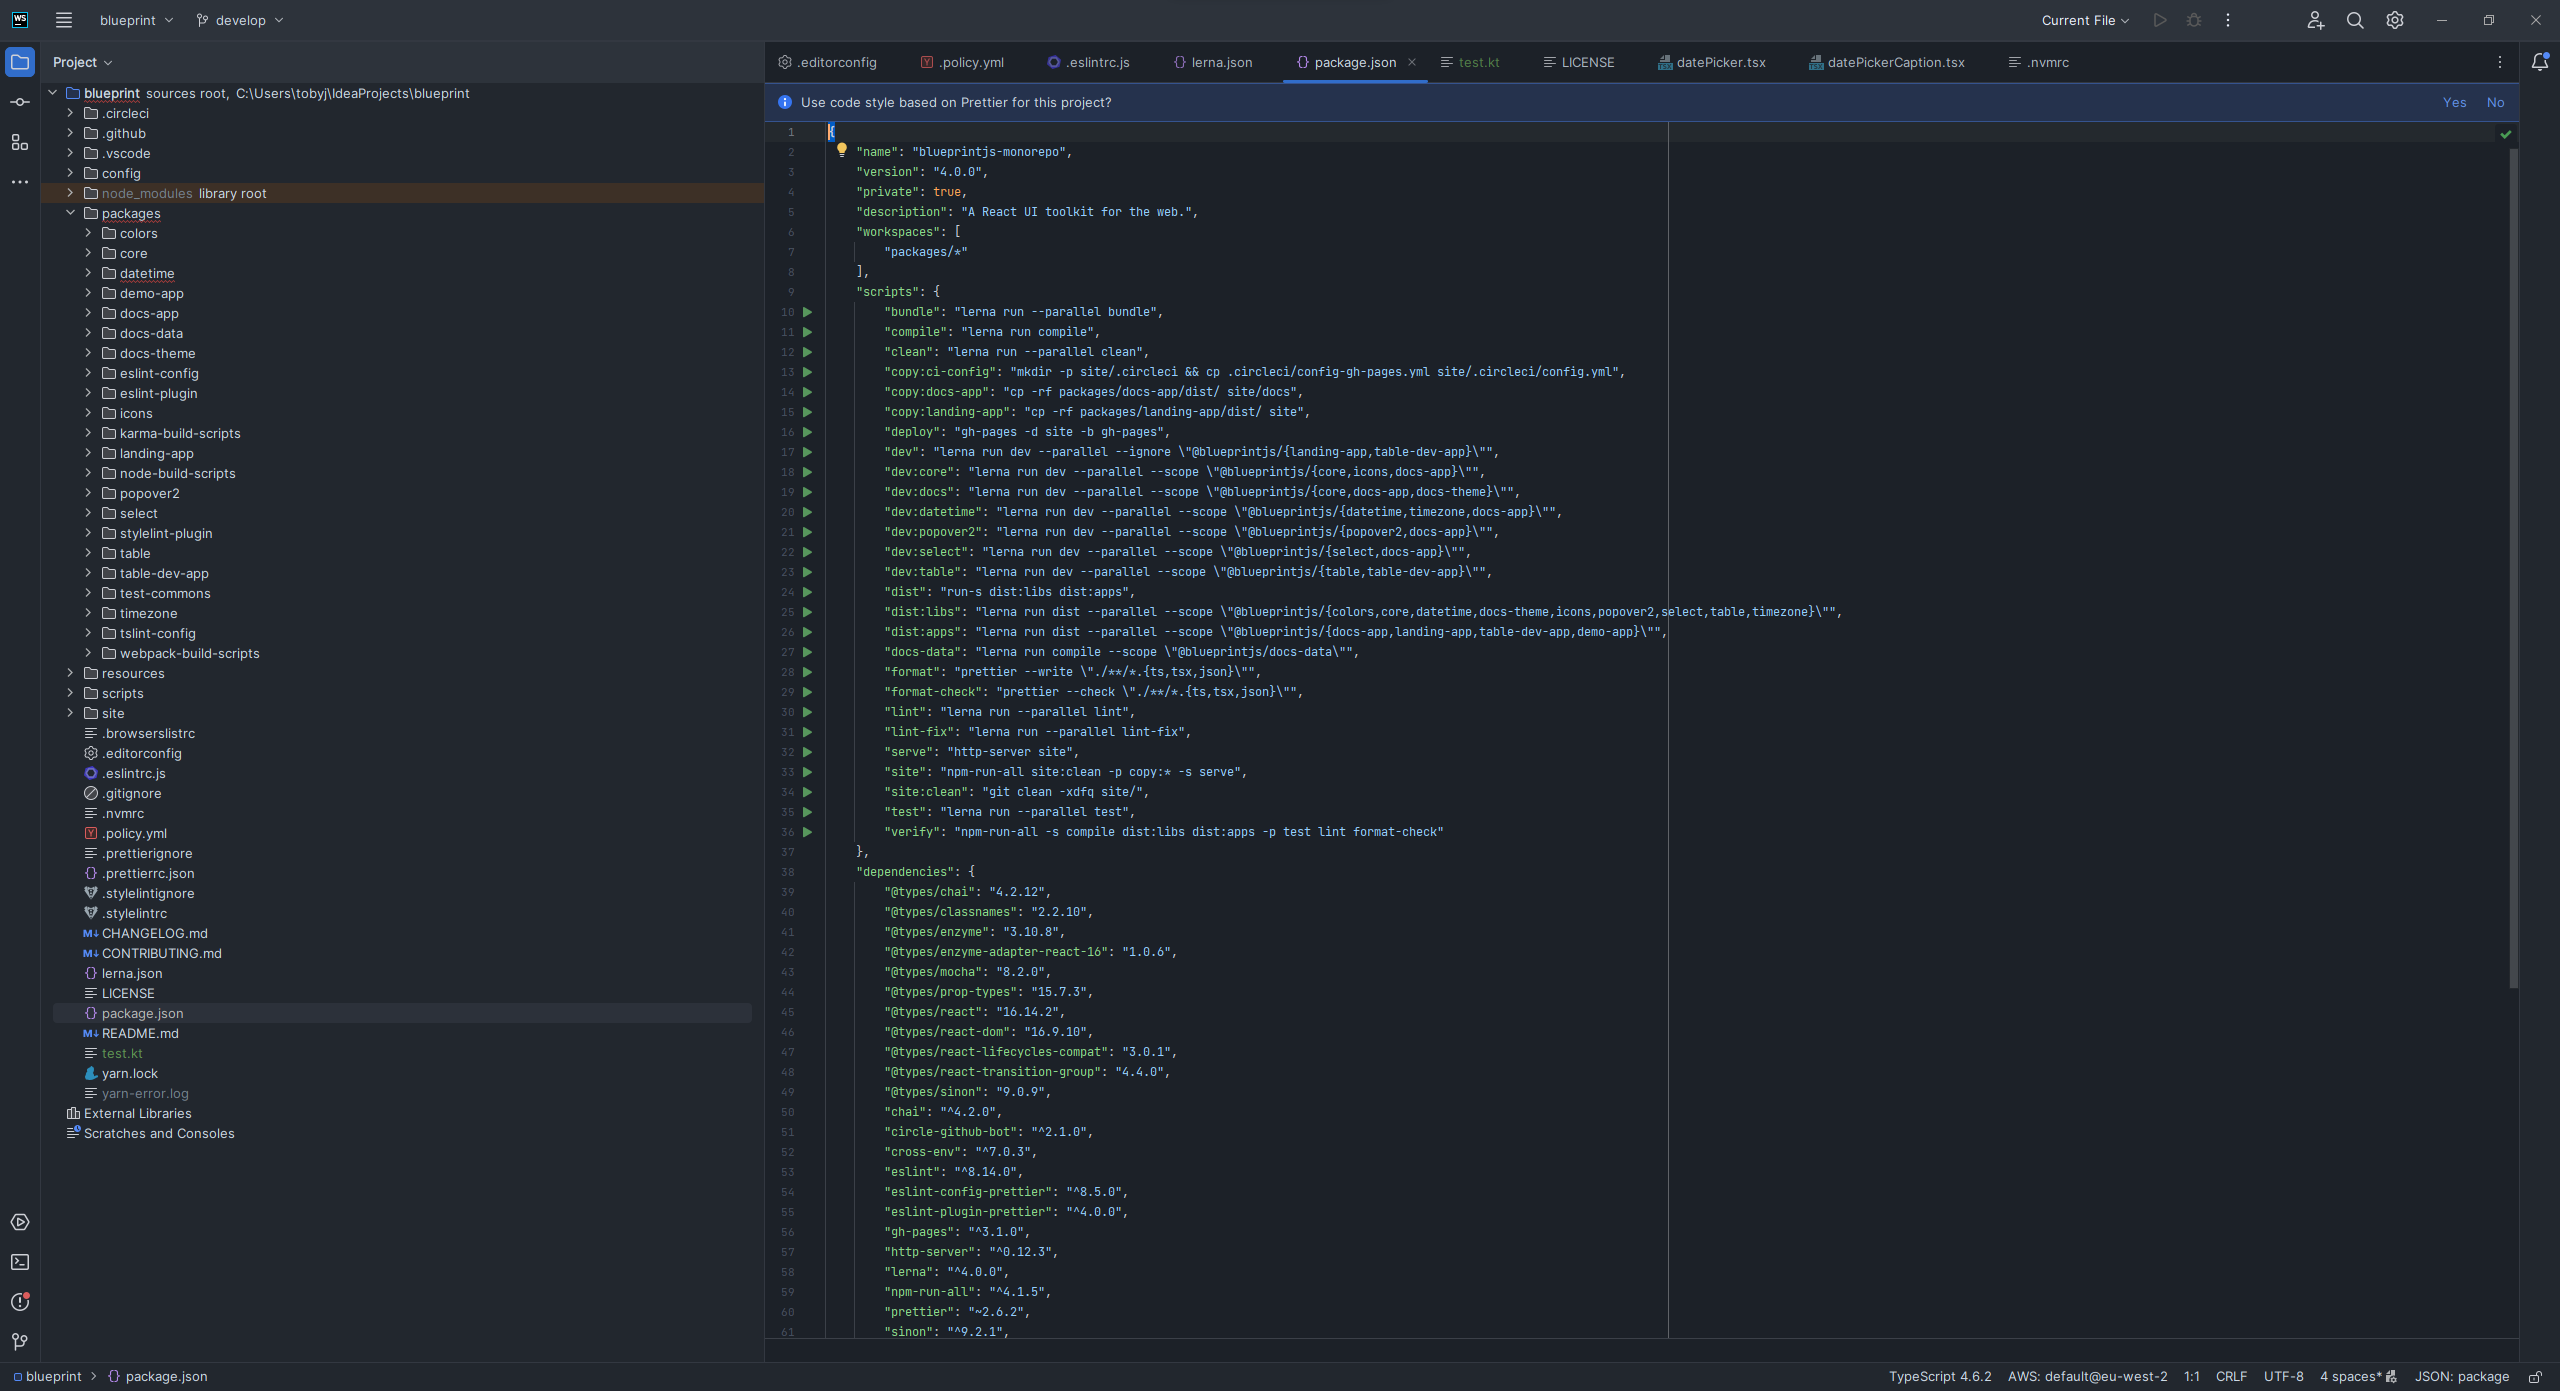 WS
blueprint
develop
Current File
Project
blueprint sources root, C:\Users\tobyj\IdeaProjects\blueprint
.circleci
.github
.vscode
config
node_modules library root
packages
colors
core
datetime
demo-app
docs-app
docs-data
docs-theme
eslint-config
eslint-plugin
icons
karma-build-scripts
landing-app
node-build-scripts
popover2
select
stylelint-plugin
table
table-dev-app
test-commons
timezone
tslint-config
webpack-build-scripts
resources
scripts
site
.browserslistrc
.editorconfig
.eslintrc.js
.gitignore
.nvmrc
.policy.yml
.prettierignore
.prettierrc.json
.stylelintignore
.stylelintrc
CHANGELOG.md
CONTRIBUTING.md
lerna.json
LICENSE
package.json
README.md
test.kt
yarn.lock
yarn-error.log
External Libraries
Scratches and Consoles
.editorconfig .policy.yml .eslintrc.js lerna.json package.json test.kt LICENSE datePicker.tsx datePickerCaption.tsx .nvmrc
Use code style based on Prettier for this project? Yes No
1 {
2 "name": "blueprintjs-monorepo",
3 "version": "4.0.0",
4 "private": true,
5 "description": "A React UI toolkit for the web.",
6 "workspaces": [
7 "packages/*"
8 ],
9 "scripts": {
10 "bundle": "lerna run --parallel bundle",
11 "compile": "lerna run compile",
12 "clean": "lerna run --parallel clean",
13 "copy:ci-config": "mkdir -p site/.circleci && cp .circleci/config-gh-pages.yml site/.circleci/config.yml",
14 "copy:docs-app": "cp -rf packages/docs-app/dist/ site/docs",
15 "copy:landing-app": "cp -rf packages/landing-app/dist/ site",
16 "deploy": "gh-pages -d site -b gh-pages",
17 "dev": "lerna run dev --parallel --ignore \"@blueprintjs/{landing-app,table-dev-app}\"",
18 "dev:core": "lerna run dev --parallel --scope \"@blueprintjs/{core,icons,docs-app}\"",
19 "dev:docs": "lerna run dev --parallel --scope \"@blueprintjs/{core,docs-app,docs-theme}\"",
20 "dev:datetime": "lerna run dev --parallel --scope \"@blueprintjs/{datetime,timezone,docs-app}\"",
21 "dev:popover2": "lerna run dev --parallel --scope \"@blueprintjs/{popover2,docs-app}\"",
22 "dev:select": "lerna run dev --parallel --scope \"@blueprintjs/{select,docs-app}\"",
23 "dev:table": "lerna run dev --parallel --scope \"@blueprintjs/{table,table-dev-app}\"",
24 "dist": "run-s dist:libs dist:apps",
25 "dist:libs": "lerna run dist --parallel --scope \"@blueprintjs/{colors,core,datetime,docs-theme,icons,popover2,select,table,timezone}\"",
26 "dist:apps": "lerna run dist --parallel --scope \"@blueprintjs/{docs-app,landing-app,table-dev-app,demo-app}\"",
27 "docs-data": "lerna run compile --scope \"@blueprintjs/docs-data\"",
28 "format": "prettier --write \"./**/*.{ts,tsx,json}\"",
29 "format-check": "prettier --check \"./**/*.{ts,tsx,json}\"",
30 "lint": "lerna run --parallel lint",
31 "lint-fix": "lerna run --parallel lint-fix",
32 "serve": "http-server site",
33 "site": "npm-run-all site:clean -p copy:* -s serve",
34 "site:clean": "git clean -xdfq site/",
35 "test": "lerna run --parallel test",
36 "verify": "npm-run-all -s compile dist:libs dist:apps -p test lint format-check"
37 },
38 "dependencies": {
39 "@types/chai": "4.2.12",
40 "@types/classnames": "2.2.10",
41 "@types/enzyme": "3.10.8",
42 "@types/enzyme-adapter-react-16": "1.0.6",
43 "@types/mocha": "8.2.0",
44 "@types/prop-types": "15.7.3",
45 "@types/react": "16.14.2",
46 "@types/react-dom": "16.9.10",
47 "@types/react-lifecycles-compat": "3.0.1",
48 "@types/react-transition-group": "4.4.0",
49 "@types/sinon": "9.0.9",
50 "chai": "^4.2.0",
51 "circle-github-bot": "^2.1.0",
52 "cross-env": "^7.0.3",
53 "eslint": "^8.14.0",
54 "eslint-config-prettier": "^8.5.0",
55 "eslint-plugin-prettier": "^4.0.0",
56 "gh-pages": "^3.1.0",
57 "http-server": "^0.12.3",
58 "lerna": "^4.0.0",
59 "npm-run-all": "^4.1.5",
60 "prettier": "~2.6.2",
61 "sinon": "^9.2.1",
blueprint package.json
TypeScript 4.6.2 AWS: default@eu-west-2 1:1 CRLF UTF-8 4 spaces* JSON: package